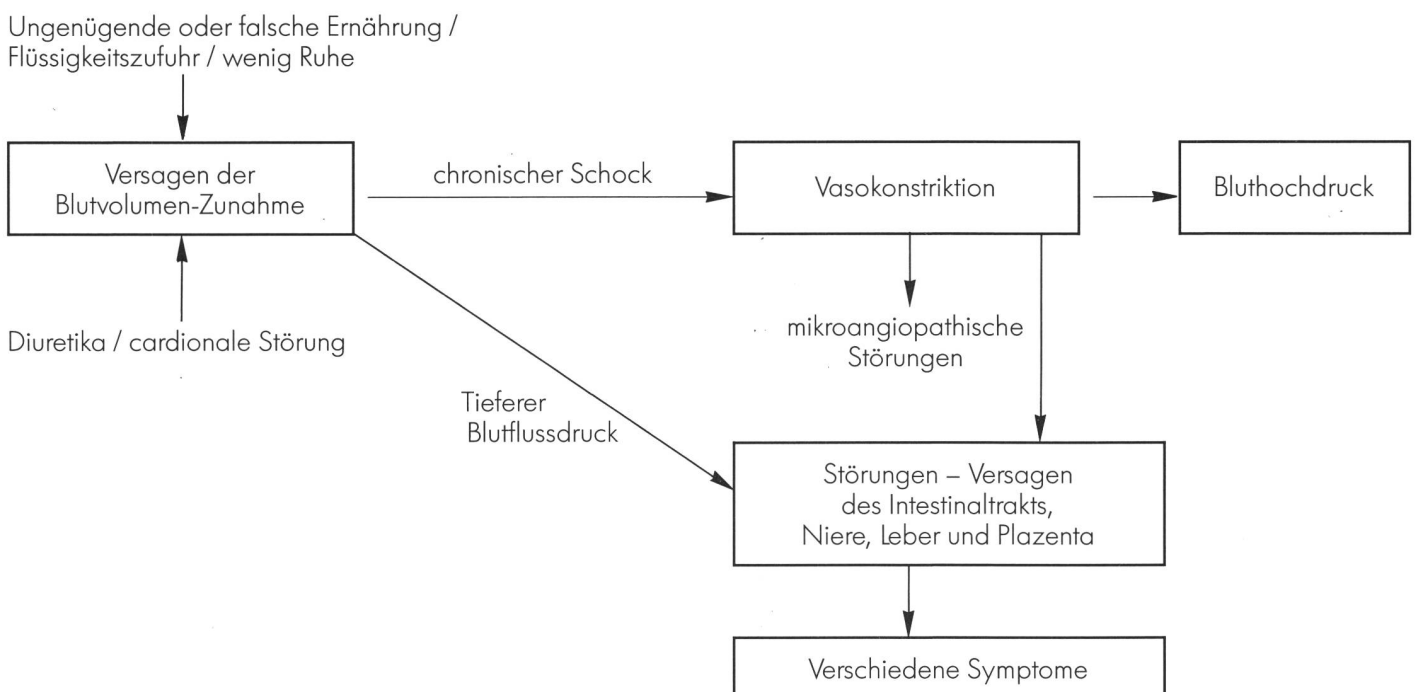 Ungenügende oder falsche Ernährung /
Flüssigkeitszufuhr / wenig Ruhe
Versagen der
Blutvolumen-Zunahme
chronischer Schock
Vasokonstriktion
Bluthochdruck
Diuretika / cardionale Störung
mikroangiopathische
Störungen
Tieferer
Blutflussdruck
Störungen – Versagen
des Intestinaltrakts,
Niere, Leber und Plazenta
Verschiedene Symptome